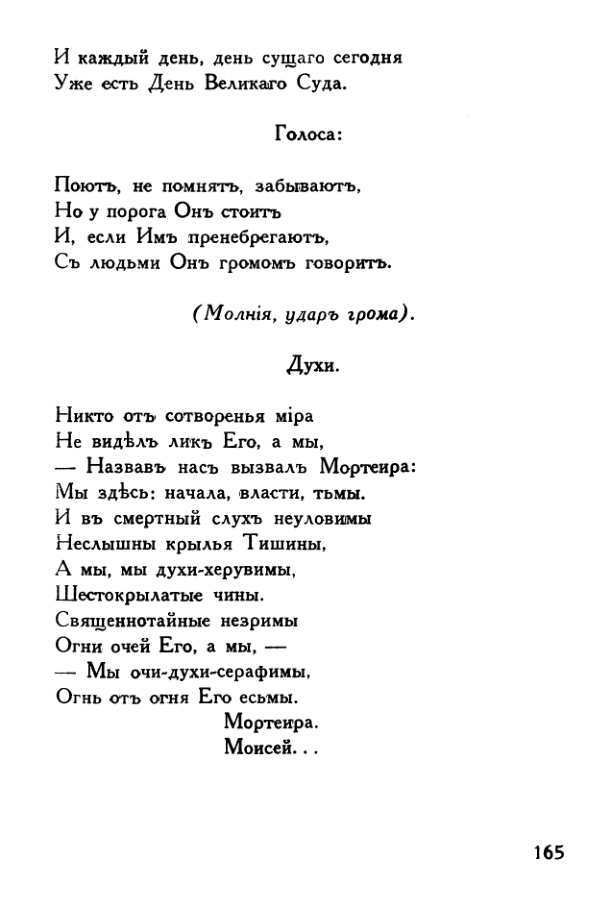 И каждый день, день сущаго сегодня
Уже есть День Великаго Суда.
Голоса:
Поютъ, не помнятъ, забываютъ,
Но у порога Онъ стоитъ
И, если Имъ пренебрегаютъ,
Съ людьми Онъ громомъ говоритъ.
(Молнія, ударъ грома).
Духи.
Никто отъ сотворенья міра
Не видѣлъ ликъ Его, а мы,
— Назвавъ насъ вызвалъ Мортеира:
Мы здѣсь: начала, власти, тьмы.
И въ смертный слухъ неуловимы
Неслышны крылья Тишины,
А мы, мы духи-херувимы,
Шестокрылатые чины.
Священнотайные незримы
Огни очей Его, а мы, —
— Мы очи-духи-серафимы,
Огнь отъ огня Его есьмы.
Мортеира.
Моисей...
165